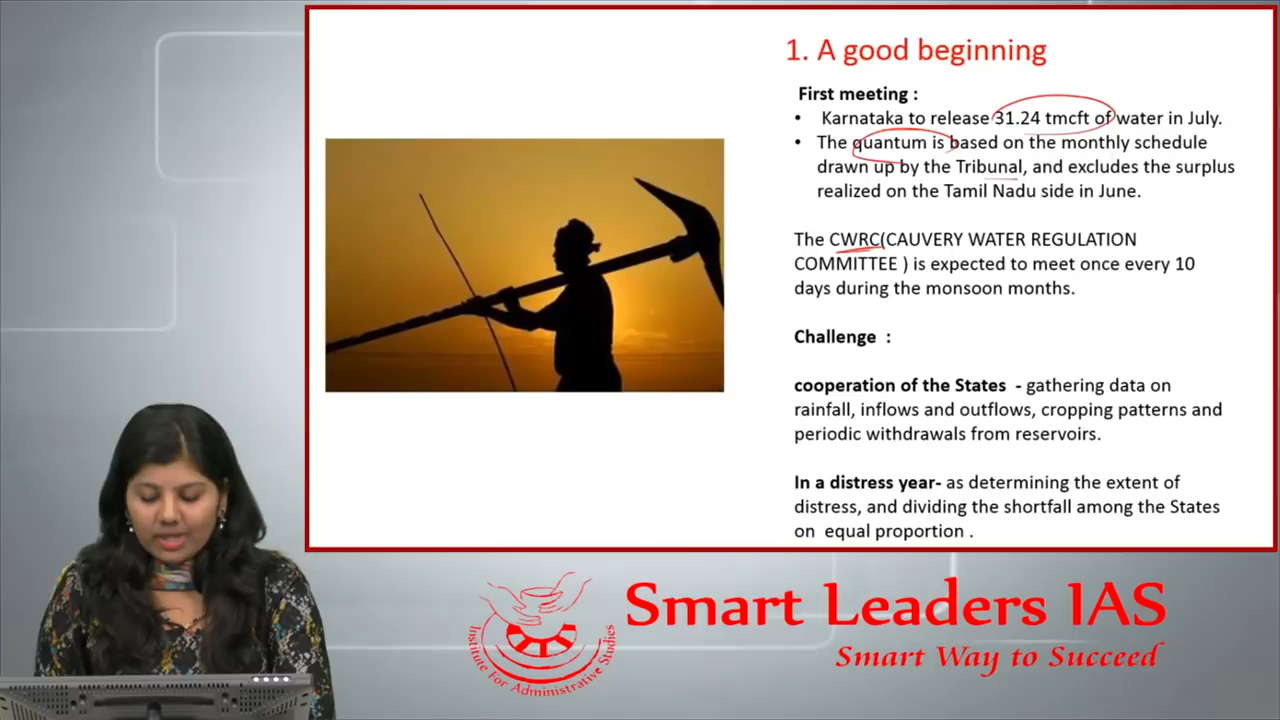 1. A good beginning
First meeting :
• Karnataka to release 31.24 tmcft of water in July.
• The quantum is based on the monthly schedule
drawn up by the Tribunal, and excludes the surplus
realized on the Tamil Nadu side in June.
The CWRC(CAUVERY WATER REGULATION
COMMITTEE ) is expected to meet once every 10
days during the monsoon months.
Challenge :
cooperation of the States - gathering data on
rainfall, inflows and outflows, cropping patterns and
periodic withdrawals from reservoirs.
In a distress year- as determining the extent of
distress, and dividing the shortfall among the States
on equal proportion .
Institute For Administrative Studies
Smart Leaders IAS
Smart Way to Succeed